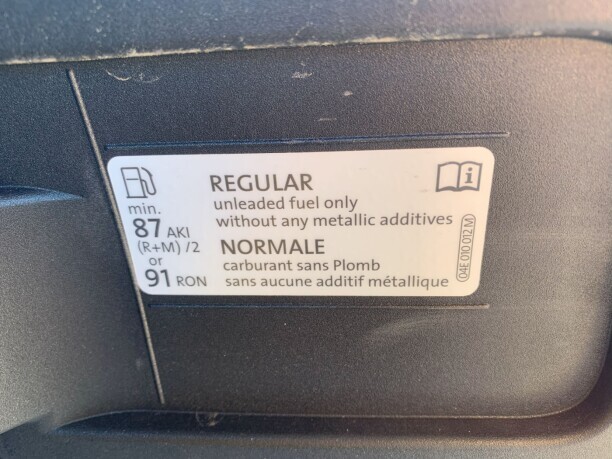 min.
87 AKI
(R+M) /2
or
91 RON
REGULAR
unleaded fuel only
without any metallic additives
NORMALE
carburant sans Plomb
sans aucune additif métallique
04E 010 012 M